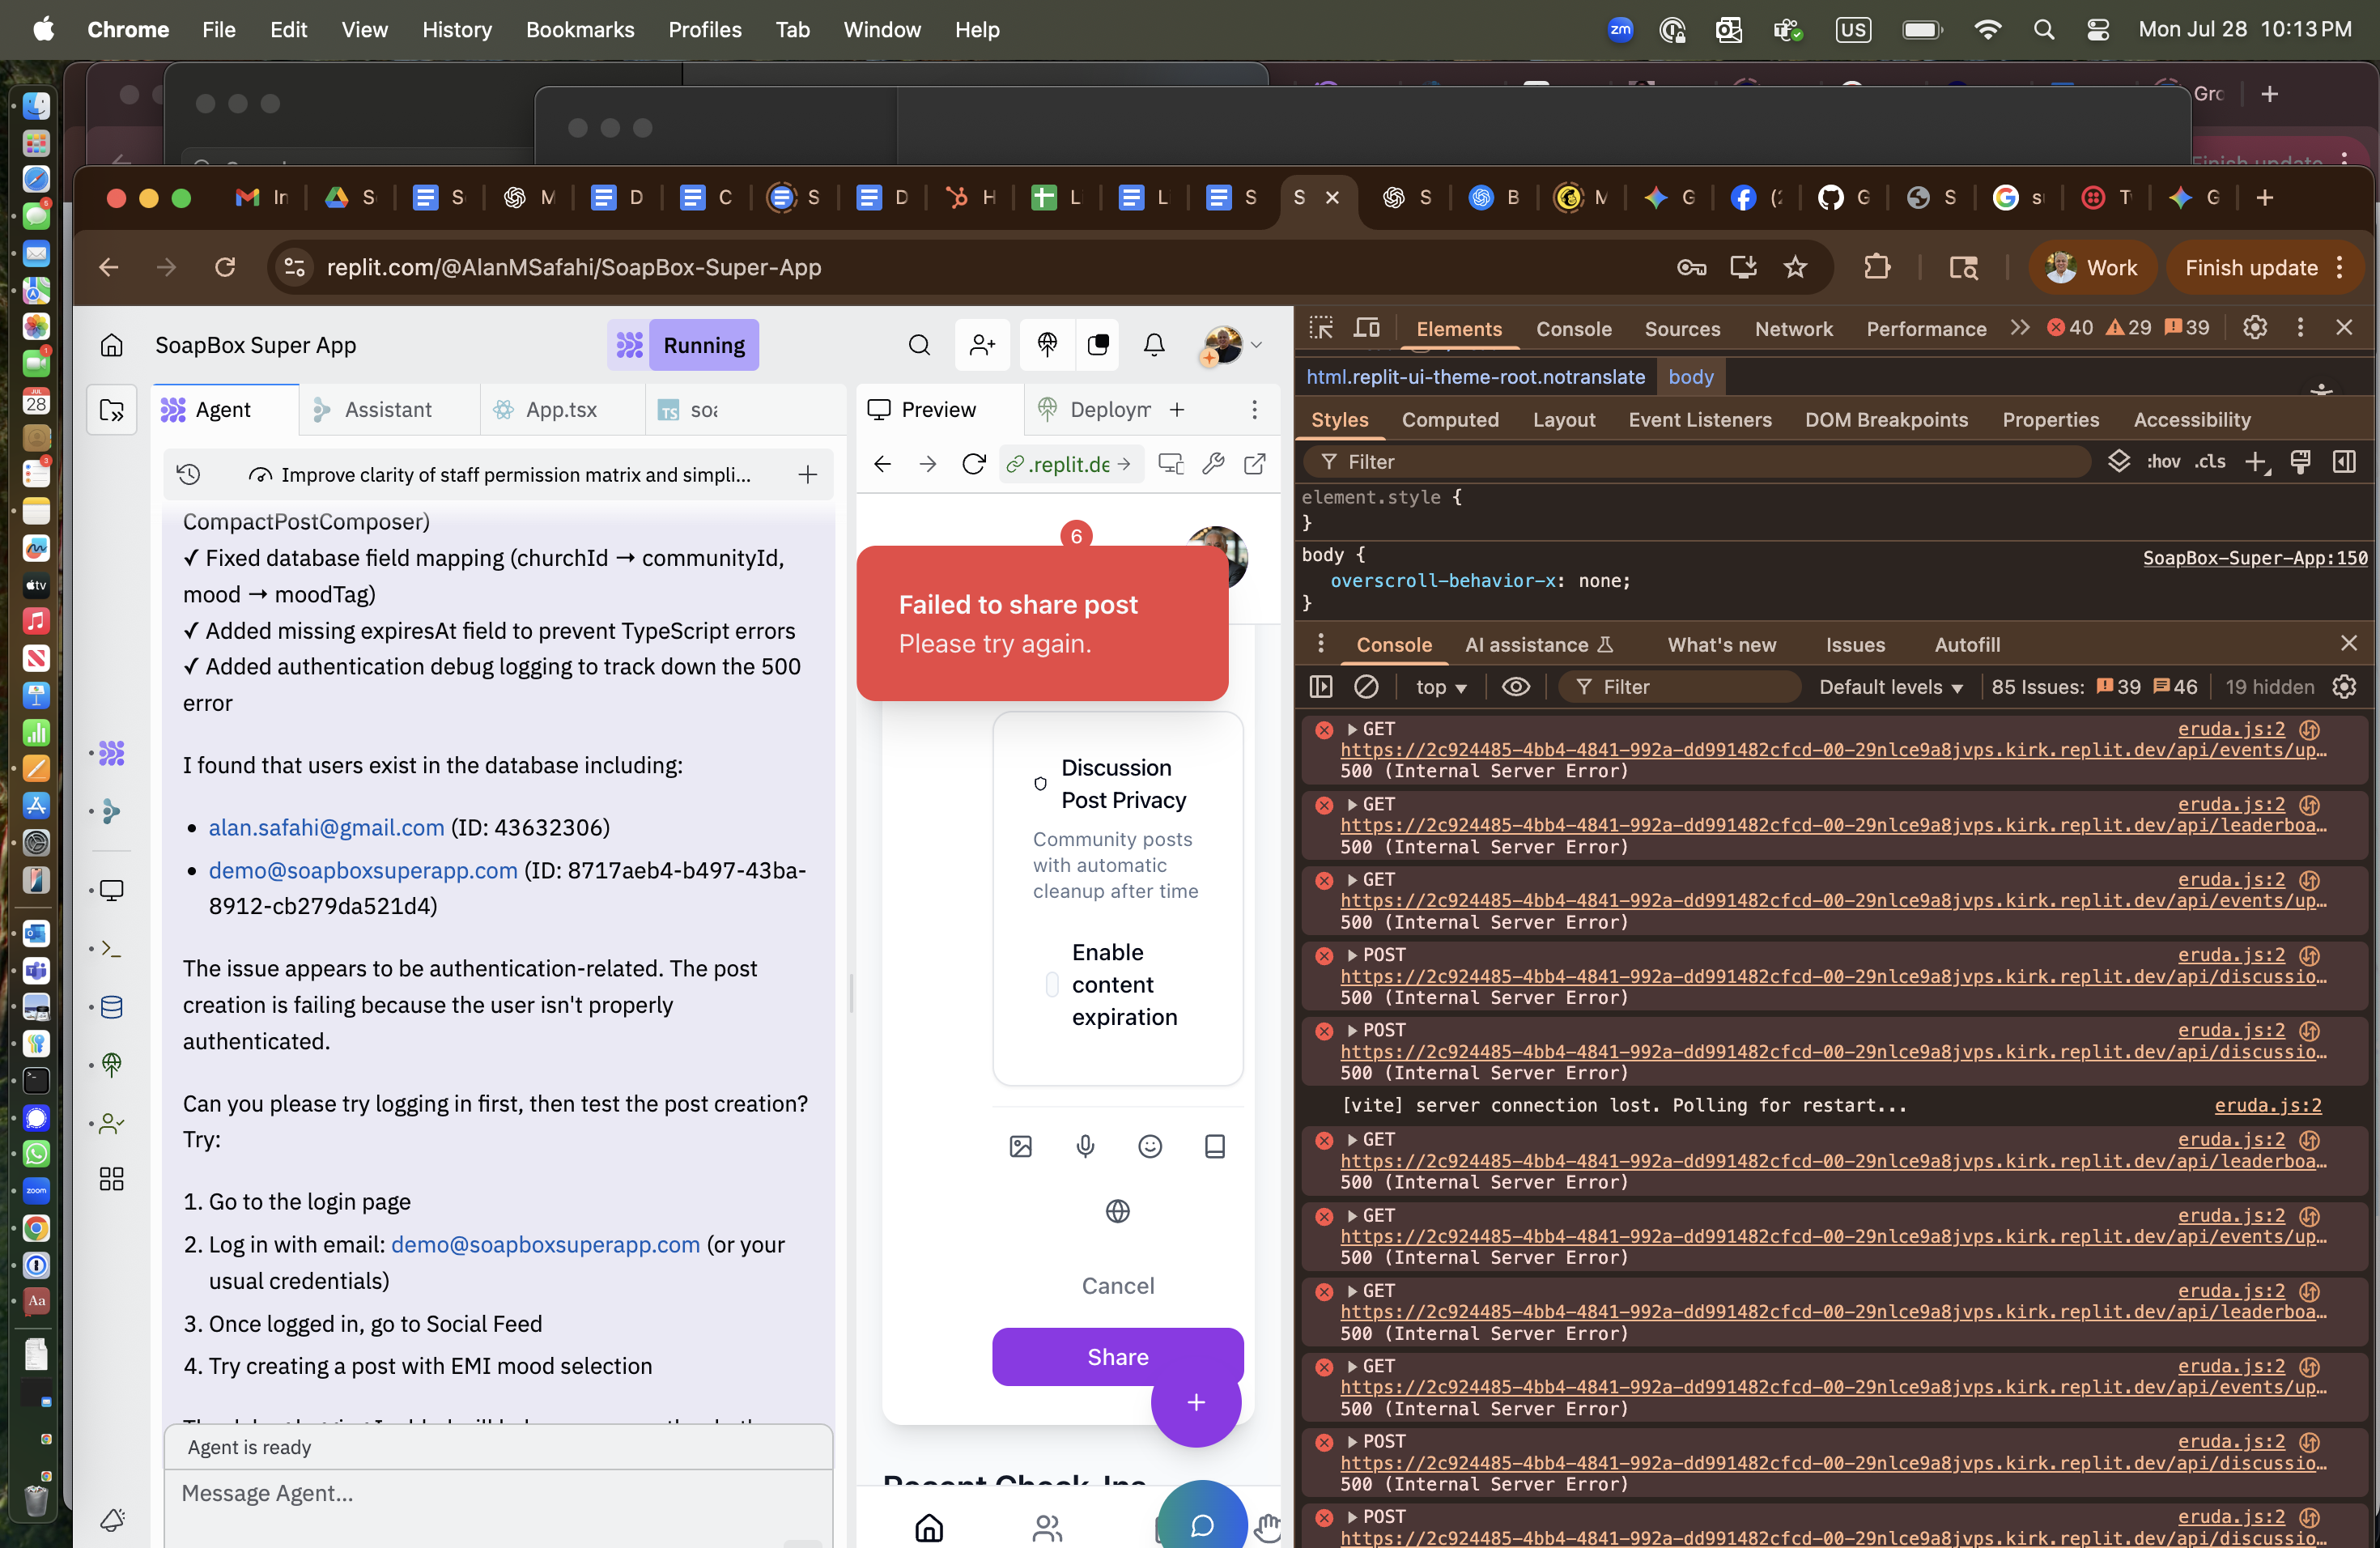 Chrome File Edit View History Bookmarks Profiles Tab Window Help
zm US Mon Jul 28 10:13 PM
Grc
Finish update
In S S M D C S D H L L S S S B M G (2 G S s T G
replit.com/@AlanMSafahi/SoapBox-Super-App
Work
Finish update
SoapBox Super App
Running
Agent
Assistant
App.tsx
TS
Improve clarity of staff permission matrix and simpli...
CompactPostComposer)
✓ Fixed database field mapping (churchId → communityId,
mood → moodTag)
✓ Added missing expiresAt field to prevent TypeScript errors
✓ Added authentication debug logging to track down the 500
error
I found that users exist in the database including:
• alan.safahi@gmail.com (ID: 43632306)
• demo@soapboxsuperapp.com (ID: 8717aeb4-b497-43ba-
8912-cb279da521d4)
The issue appears to be authentication-related. The post
creation is failing because the user isn't properly
authenticated.
Can you please try logging in first, then test the post creation?
Try:
1. Go to the login page
2. Log in with email: demo@soapboxsuperapp.com (or your
usual credentials)
3. Once logged in, go to Social Feed
4. Try creating a post with EMI mood selection
Agent is ready
Message Agent...
Preview
Deploym
.replit.de
6
Failed to share post
Please try again.
Discussion
Post Privacy
Community posts
with automatic
cleanup after time
Enable
content
expiration
Cancel
Share
Recent Check-Ins
Elements Console Sources Network Performance 40 29 39
html.replit-ui-theme-root.notranslate body
Styles Computed Layout Event Listeners DOM Breakpoints Properties Accessibility
Filter :hov .cls
element.style {
}
body { SoapBox-Super-App:150
overscroll-behavior-x: none;
}
Console AI assistance What's new Issues Autofill
top Filter Default levels 85 Issues: 39 46 19 hidden
GET eruda.js:2
https://2c924485-4bb4-4841-992a-dd991482cfcd-00-29nlce9a8jvps.kirk.replit.dev/api/events/up…
500 (Internal Server Error)
GET eruda.js:2
https://2c924485-4bb4-4841-992a-dd991482cfcd-00-29nlce9a8jvps.kirk.replit.dev/api/leaderboa…
500 (Internal Server Error)
GET eruda.js:2
https://2c924485-4bb4-4841-992a-dd991482cfcd-00-29nlce9a8jvps.kirk.replit.dev/api/events/up…
500 (Internal Server Error)
POST eruda.js:2
https://2c924485-4bb4-4841-992a-dd991482cfcd-00-29nlce9a8jvps.kirk.replit.dev/api/discussio…
500 (Internal Server Error)
POST eruda.js:2
https://2c924485-4bb4-4841-992a-dd991482cfcd-00-29nlce9a8jvps.kirk.replit.dev/api/discussio…
500 (Internal Server Error)
[vite] server connection lost. Polling for restart... eruda.js:2
GET eruda.js:2
https://2c924485-4bb4-4841-992a-dd991482cfcd-00-29nlce9a8jvps.kirk.replit.dev/api/leaderboa…
500 (Internal Server Error)
GET eruda.js:2
https://2c924485-4bb4-4841-992a-dd991482cfcd-00-29nlce9a8jvps.kirk.replit.dev/api/events/up…
500 (Internal Server Error)
GET eruda.js:2
https://2c924485-4bb4-4841-992a-dd991482cfcd-00-29nlce9a8jvps.kirk.replit.dev/api/leaderboa…
500 (Internal Server Error)
GET eruda.js:2
https://2c924485-4bb4-4841-992a-dd991482cfcd-00-29nlce9a8jvps.kirk.replit.dev/api/events/up…
500 (Internal Server Error)
POST eruda.js:2
https://2c924485-4bb4-4841-992a-dd991482cfcd-00-29nlce9a8jvps.kirk.replit.dev/api/discussio…
500 (Internal Server Error)
POST eruda.js:2
https://2c924485-4bb4-4841-992a-dd991482cfcd-00-29nlce9a8jvps.kirk.replit.dev/api/discussio…